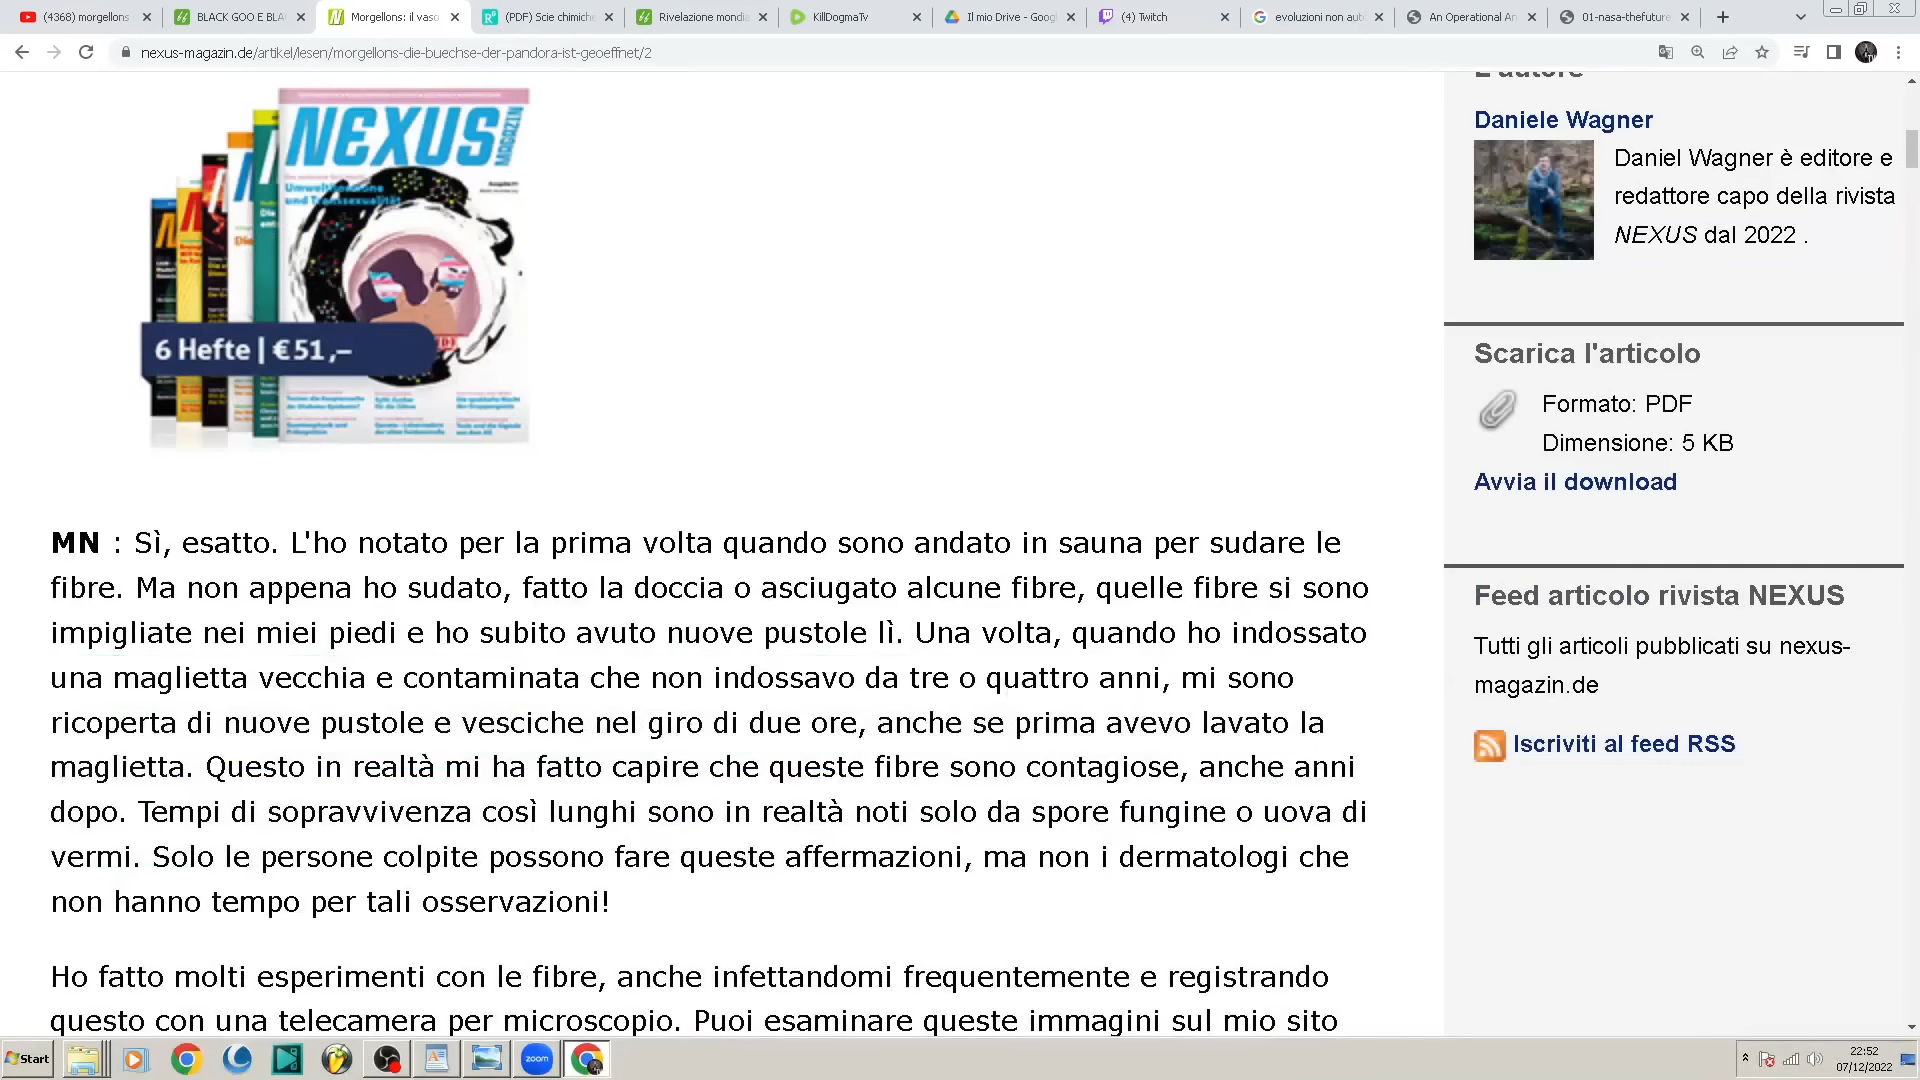 (4368) morgellons
BLACK GOO E BLA
Morgellons: il vaso
(PDF) Scie chimiche
Rivelazione mondia
KillDogmaTv
Il mio Drive - Goog
(4) Twitch
evoluzioni non aut
An Operational An
01-nasa-thefuture
nexus-magazin.de/artikel/lesen/morgellons-die-buechse-der-pandora-ist-geoeffnet/2
NEXUS MAGAZIN
Umweltöstrogene
und Transsexualität
6 Hefte | € 51,–
MN : Sì, esatto. L'ho notato per la prima volta quando sono andato in sauna per sudare le
fibre. Ma non appena ho sudato, fatto la doccia o asciugato alcune fibre, quelle fibre si sono
impigliate nei miei piedi e ho subito avuto nuove pustole lì. Una volta, quando ho indossato
una maglietta vecchia e contaminata che non indossavo da tre o quattro anni, mi sono
ricoperta di nuove pustole e vesciche nel giro di due ore, anche se prima avevo lavato la
maglietta. Questo in realtà mi ha fatto capire che queste fibre sono contagiose, anche anni
dopo. Tempi di sopravvivenza così lunghi sono in realtà noti solo da spore fungine o uova di
vermi. Solo le persone colpite possono fare queste affermazioni, ma non i dermatologi che
non hanno tempo per tali osservazioni!
Ho fatto molti esperimenti con le fibre, anche infettandomi frequentemente e registrando
questo con una telecamera per microscopio. Puoi esaminare queste immagini sul mio sito
L'autore
Daniele Wagner
Daniel Wagner è editore e
redattore capo della rivista
NEXUS dal 2022 .
Scarica l'articolo
Formato: PDF
Dimensione: 5 KB
Avvia il download
Feed articolo rivista NEXUS
Tutti gli articoli pubblicati su nexus-
magazin.de
Iscriviti al feed RSS
Start
zoom
22:52
07/12/2022